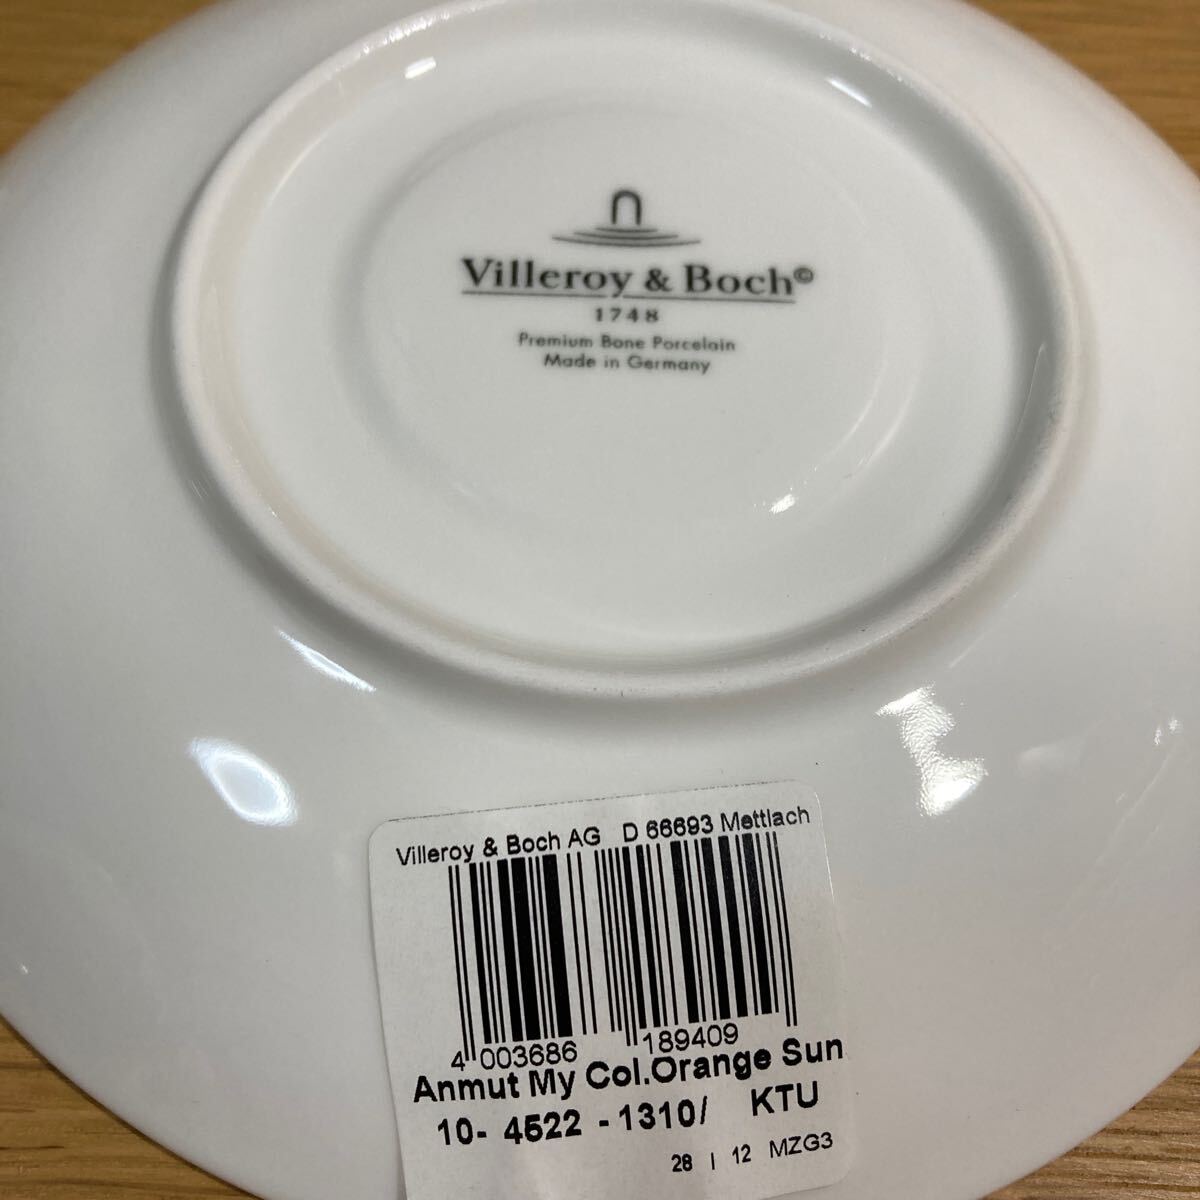 Villeroy & Boch©
1748
Premium Bone Porcelain
Made in Germany
Villeroy & Boch AG D 66693 Mettlach
4 003686 189409
Anmut My Col.Orange Sun
10- 4522 -1310/ KTU
28 | 12 MZG3